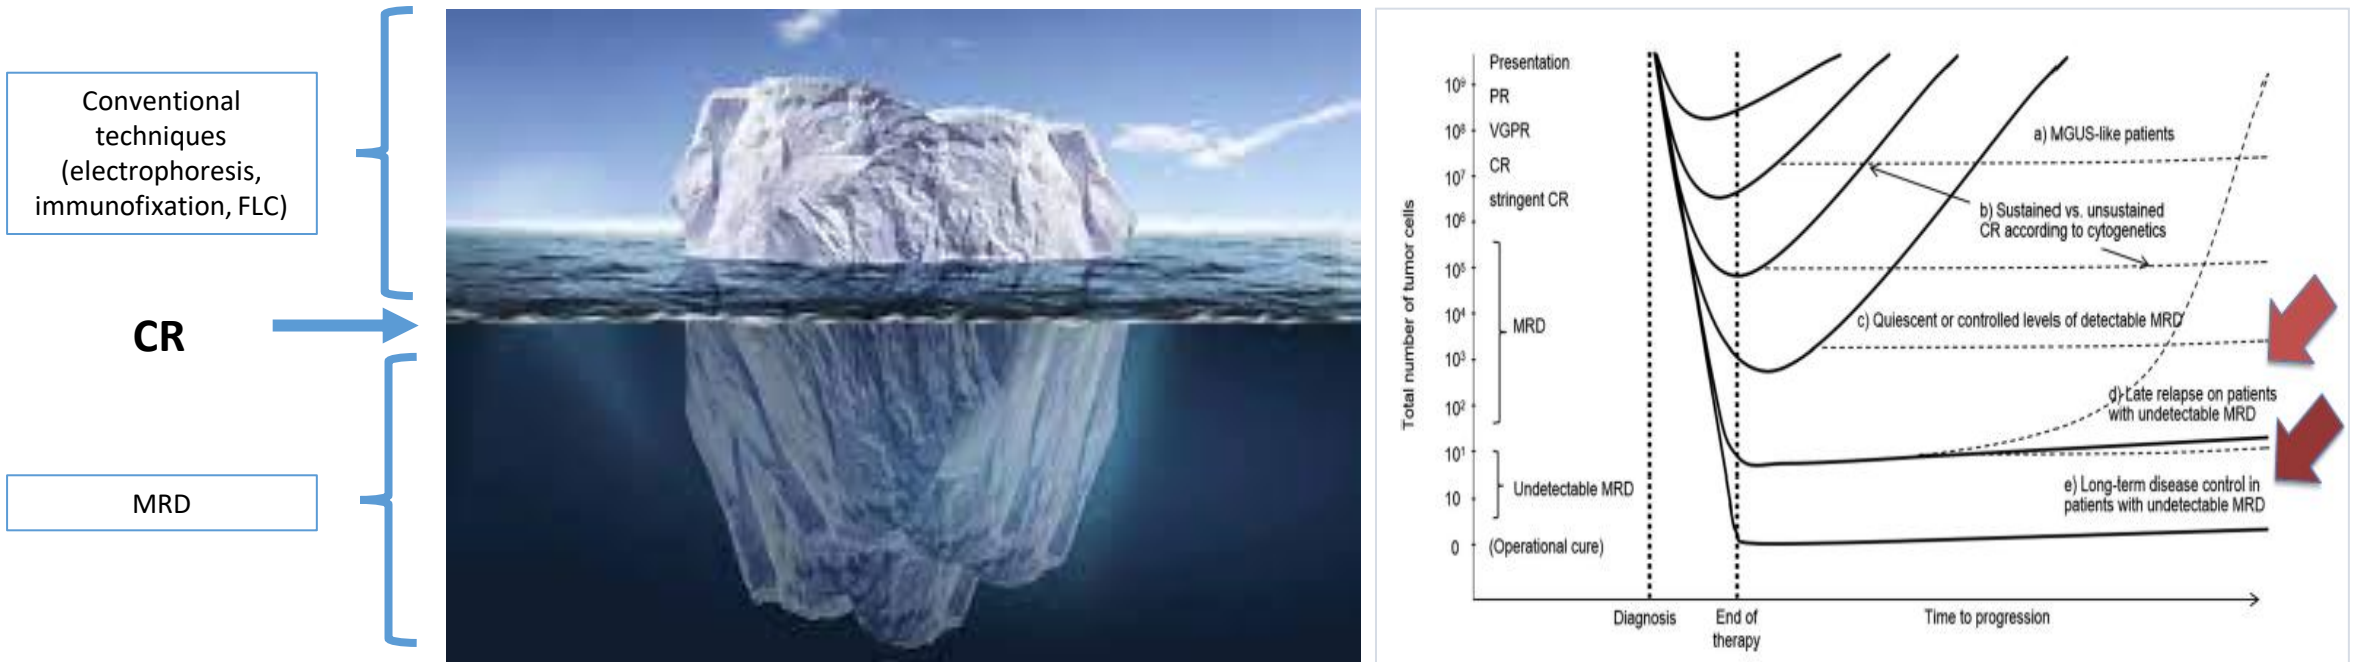 Conventional
techniques
(electrophoresis,
immunofixation, FLC)
CR
MRD
Total number of tumor cells
10⁹
10⁸
10⁷
10⁶
10⁵
10⁴
10³
10²
10¹
10
0
Presentation
PR
VGPR
CR
stringent CR
MRD
Undetectable MRD
(Operational cure)
a) MGUS-like patients
b) Sustained vs. unsustained
CR according to cytogenetics
c) Quiescent or controlled levels of detectable MRD
d) Late relapse on patients
with undetectable MRD
e) Long-term disease control in
patients with undetectable MRD
Diagnosis
End of
therapy
Time to progression